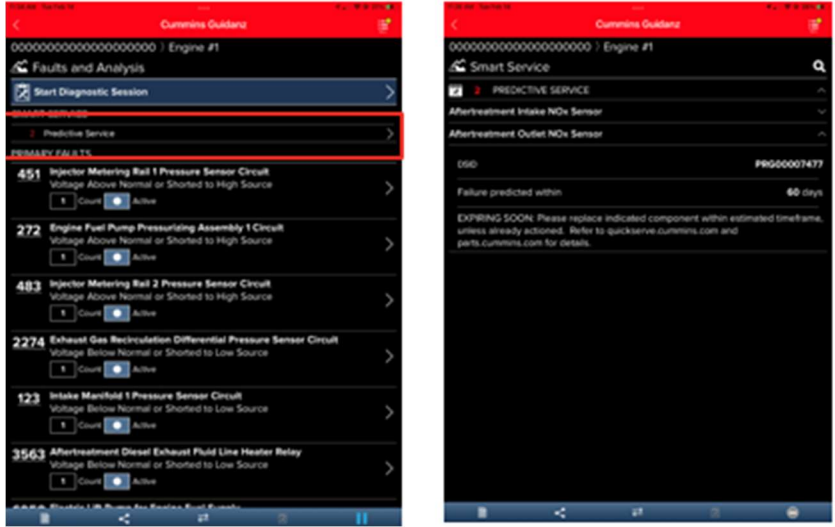 Cummins Guidanz
00000000000000000000 ) Engine #1
Faults and Analysis
Start Diagnostic Session
SMART SERVICE
2 Predictive Service
PRIMARY FAULTS
451 Injector Metering Rail 1 Pressure Sensor Circuit
Voltage Above Normal or Shorted to High Source
1 Count Active
272 Engine Fuel Pump Pressurizing Assembly 1 Circuit
Voltage Above Normal or Shorted to High Source
1 Count Active
483 Injector Metering Rail 2 Pressure Sensor Circuit
Voltage Above Normal or Shorted to High Source
1 Count Active
2274 Exhaust Gas Recirculation Differential Pressure Sensor Circuit
Voltage Below Normal or Shorted to Low Source
1 Count Active
123 Intake Manifold 1 Pressure Sensor Circuit
Voltage Below Normal or Shorted to Low Source
1 Count Active
3563 Aftertreatment Diesel Exhaust Fluid Line Heater Relay
Voltage Below Normal or Shorted to Low Source
1 Count Active
Electric Lift Pump for Engine Fuel Supply
Cummins Guidanz
00000000000000000000 ) Engine #1
Smart Service
2 PREDICTIVE SERVICE
Aftertreatment Intake NOx Sensor
Aftertreatment Outlet NOx Sensor
DSID PRG00007477
Failure predicted within 60 days
EXPIRING SOON: Please replace indicated component within estimated timeframe,
unless already actioned. Refer to quickserve.cummins.com and
parts.cummins.com for details.